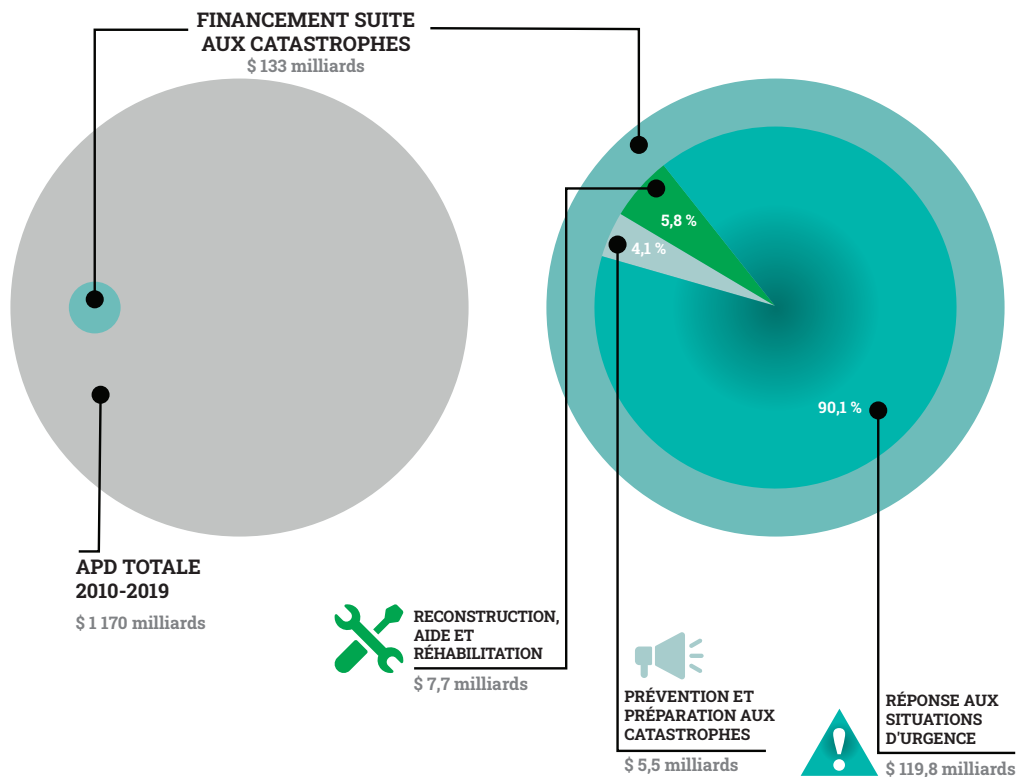 FINANCEMENT SUITE
AUX CATASTROPHES
$ 133 milliards
5,8 %
4,1 %
90,1 %
APD TOTALE
2010-2019
$ 1 170 milliards
RECONSTRUCTION,
AIDE ET
RÉHABILITATION
$ 7,7 milliards
PRÉVENTION ET
PRÉPARATION AUX
CATASTROPHES
$ 5,5 milliards
RÉPONSE AUX
SITUATIONS
D'URGENCE
$ 119,8 milliards